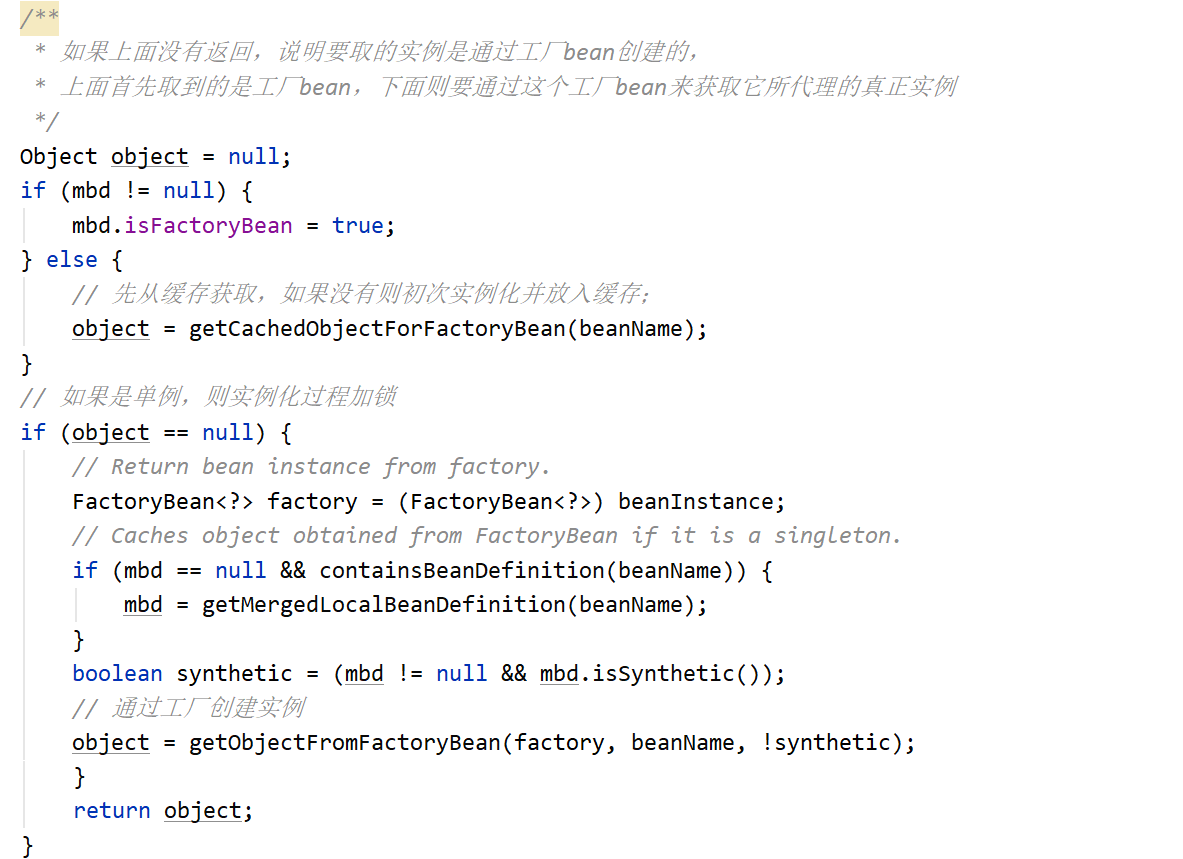 /**
 * 如果上面没有返回，说明要取的实例是通过工厂bean创建的，
 * 上面首先取到的是工厂bean，下面则要通过这个工厂bean来获取它所代理的真正实例
 */
Object object = null;
if (mbd != null) {
    mbd.isFactoryBean = true;
} else {
    // 先从缓存获取，如果没有则初次实例化并放入缓存；
    object = getCachedObjectForFactoryBean(beanName);
}
// 如果是单例，则实例化过程加锁
if (object == null) {
    // Return bean instance from factory.
    FactoryBean<?> factory = (FactoryBean<?>) beanInstance;
    // Caches object obtained from FactoryBean if it is a singleton.
    if (mbd == null && containsBeanDefinition(beanName)) {
        mbd = getMergedLocalBeanDefinition(beanName);
    }
    boolean synthetic = (mbd != null && mbd.isSynthetic());
    // 通过工厂创建实例
    object = getObjectFromFactoryBean(factory, beanName, !synthetic);
    }
    return object;
}